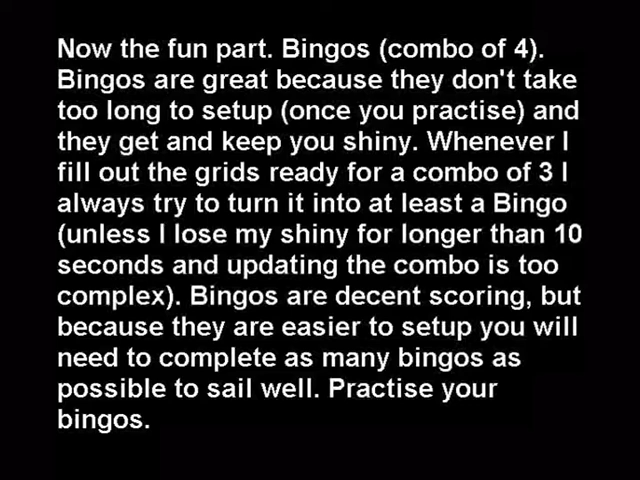 Now the fun part. Bingos (combo of 4).
Bingos are great because they don't take
too long to setup (once you practise) and
they get and keep you shiny. Whenever I
fill out the grids ready for a combo of 3 I
always try to turn it into at least a Bingo
(unless I lose my shiny for longer than 10
seconds and updating the combo is too
complex). Bingos are decent scoring, but
because they are easier to setup you will
need to complete as many bingos as
possible to sail well. Practise your
bingos.